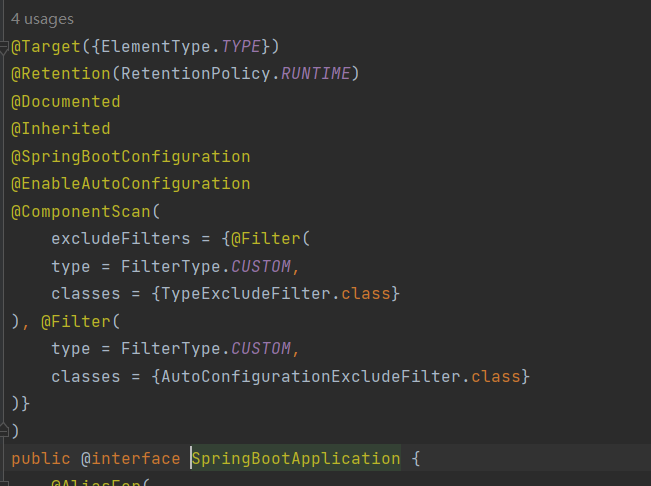 4 usages
@Target({ElementType.TYPE})
@Retention(RetentionPolicy.RUNTIME)
@Documented
@Inherited
@SpringBootConfiguration
@EnableAutoConfiguration
@ComponentScan(
    excludeFilters = {@Filter(
    type = FilterType.CUSTOM,
    classes = {TypeExcludeFilter.class}
), @Filter(
    type = FilterType.CUSTOM,
    classes = {AutoConfigurationExcludeFilter.class}
)}
)
public @interface SpringBootApplication {
    @AliasFor(